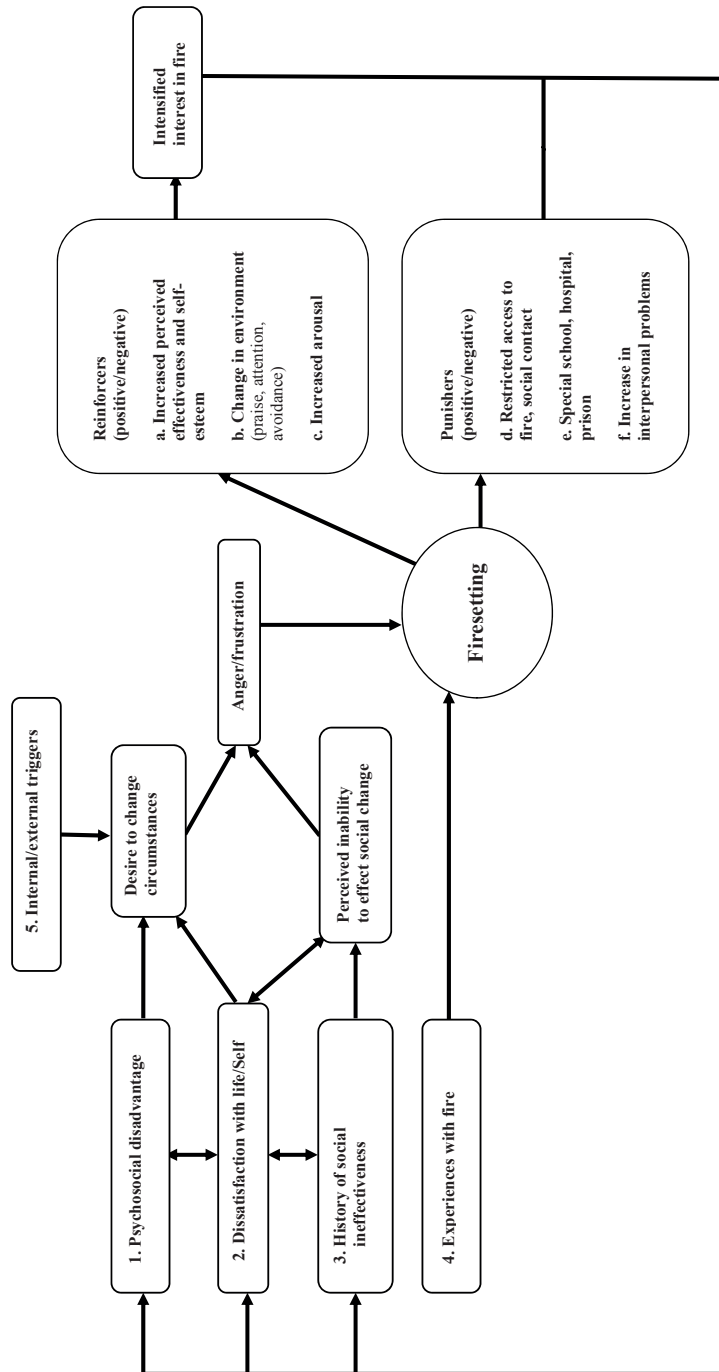 5. Internal/external triggers
1. Psychosocial disadvantage
Desire to change
circumstances
2. Dissatisfaction with life/Self
Anger/frustration
3. History of social
ineffectiveness
Perceived inability
to effect social change
4. Experiences with fire
Firesetting
Reinforcers
(positive/negative)
a. Increased perceived
effectiveness and self-
esteem
b. Change in environment
(praise, attention,
avoidance)
c. Increased arousal
Intensified
interest in fire
Punishers
(positive/negative)
d. Restricted access to
fire, social contact
e. Special school, hospital,
prison
f. Increase in
interpersonal problems